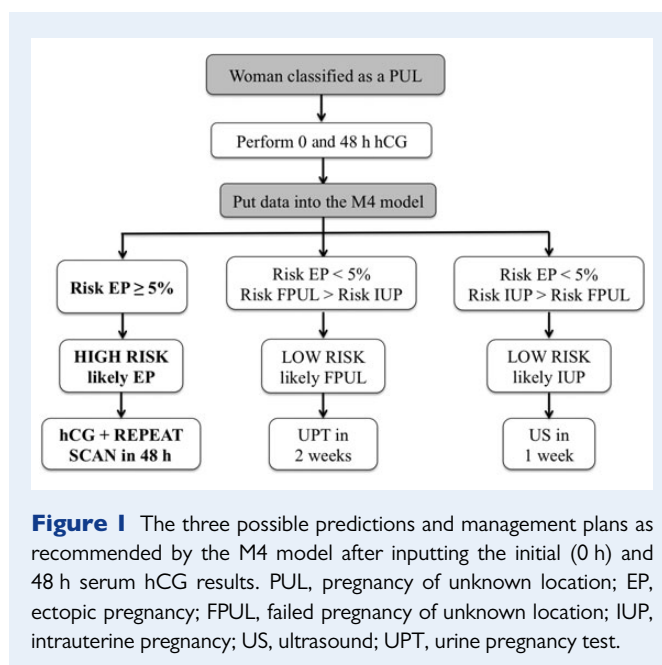 Woman classified as a PUL
Perform 0 and 48 h hCG
Put data into the M4 model
Risk EP ≥ 5%
Risk EP < 5%
Risk FPUL > Risk IUP
Risk EP < 5%
Risk IUP > Risk FPUL
HIGH RISK
likely EP
LOW RISK
likely FPUL
LOW RISK
likely IUP
hCG + REPEAT
SCAN in 48 h
UPT in
2 weeks
US in
1 week
Figure 1 The three possible predictions and management plans as
recommended by the M4 model after inputting the initial (0 h) and
48 h serum hCG results. PUL, pregnancy of unknown location; EP,
ectopic pregnancy; FPUL, failed pregnancy of unknown location; IUP,
intrauterine pregnancy; US, ultrasound; UPT, urine pregnancy test.